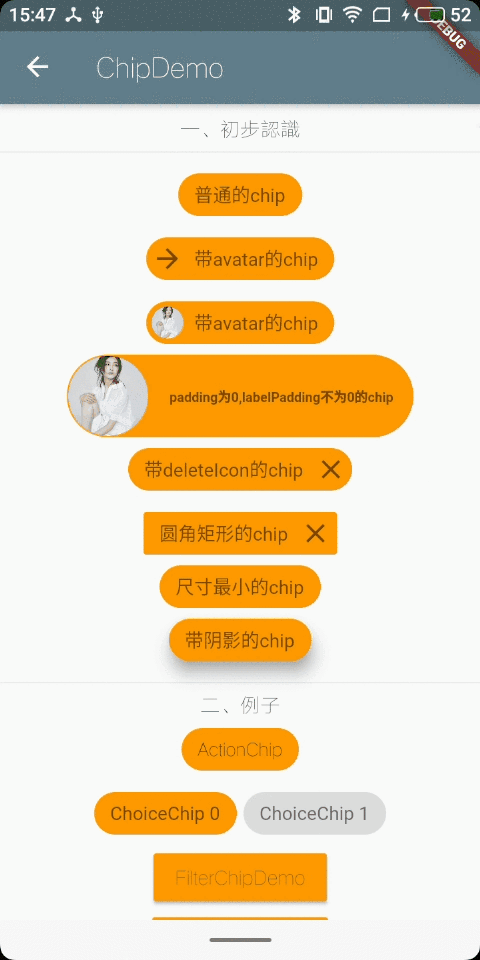 15:47
52
DEBUG
ChipDemo
一、初步認識
普通的chip
带avatar的chip
带avatar的chip
padding为0,labelPadding不为0的chip
带deleteIcon的chip
圆角矩形的chip
尺寸最小的chip
带阴影的chip
二、例子
ActionChip
ChoiceChip 0
ChoiceChip 1
FilterChipDemo